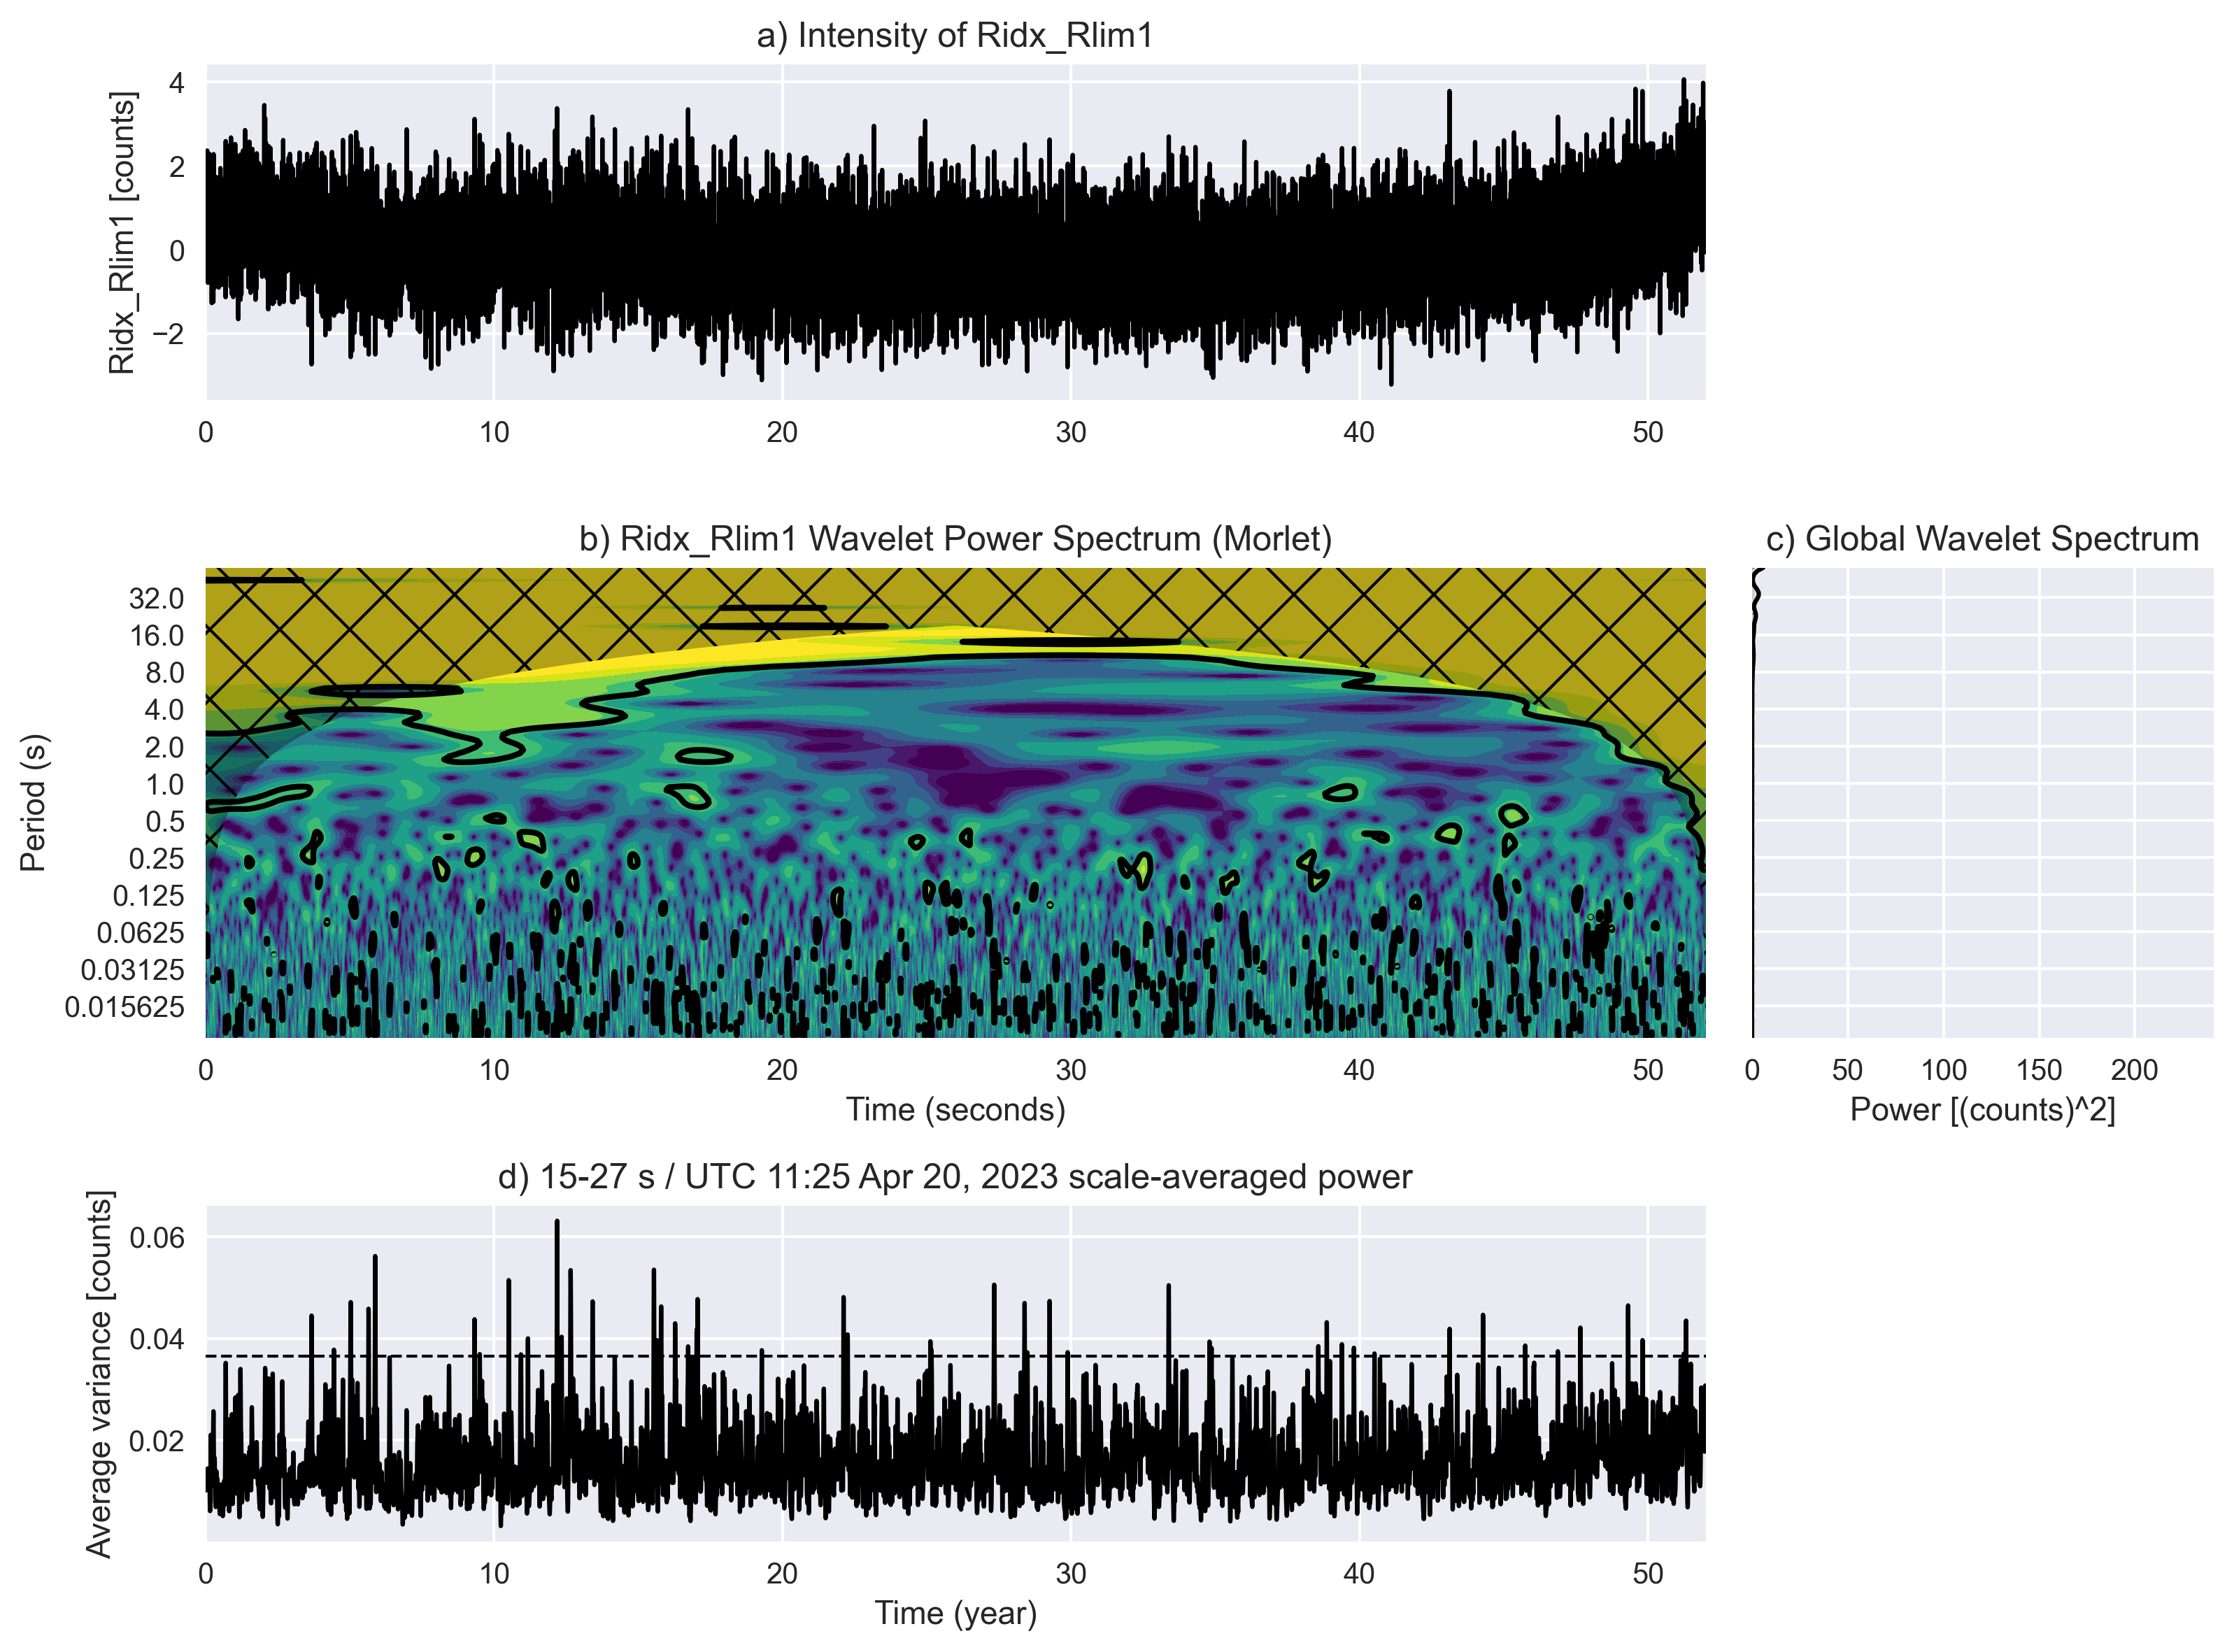 a) Intensity of Ridx_Rlim1
Ridx_Rlim1 [counts]
4
2
0
−2
0 10 20 30 40 50
b) Ridx_Rlim1 Wavelet Power Spectrum (Morlet)
Period (s)
32.0
16.0
8.0
4.0
2.0
1.0
0.5
0.25
0.125
0.0625
0.03125
0.015625
0 10 20 30 40 50
Time (seconds)
c) Global Wavelet Spectrum
0 50 100 150 200
Power [(counts)^2]
d) 15-27 s / UTC 11:25 Apr 20, 2023 scale-averaged power
Average variance [counts]
0.06
0.04
0.02
0 10 20 30 40 50
Time (year)